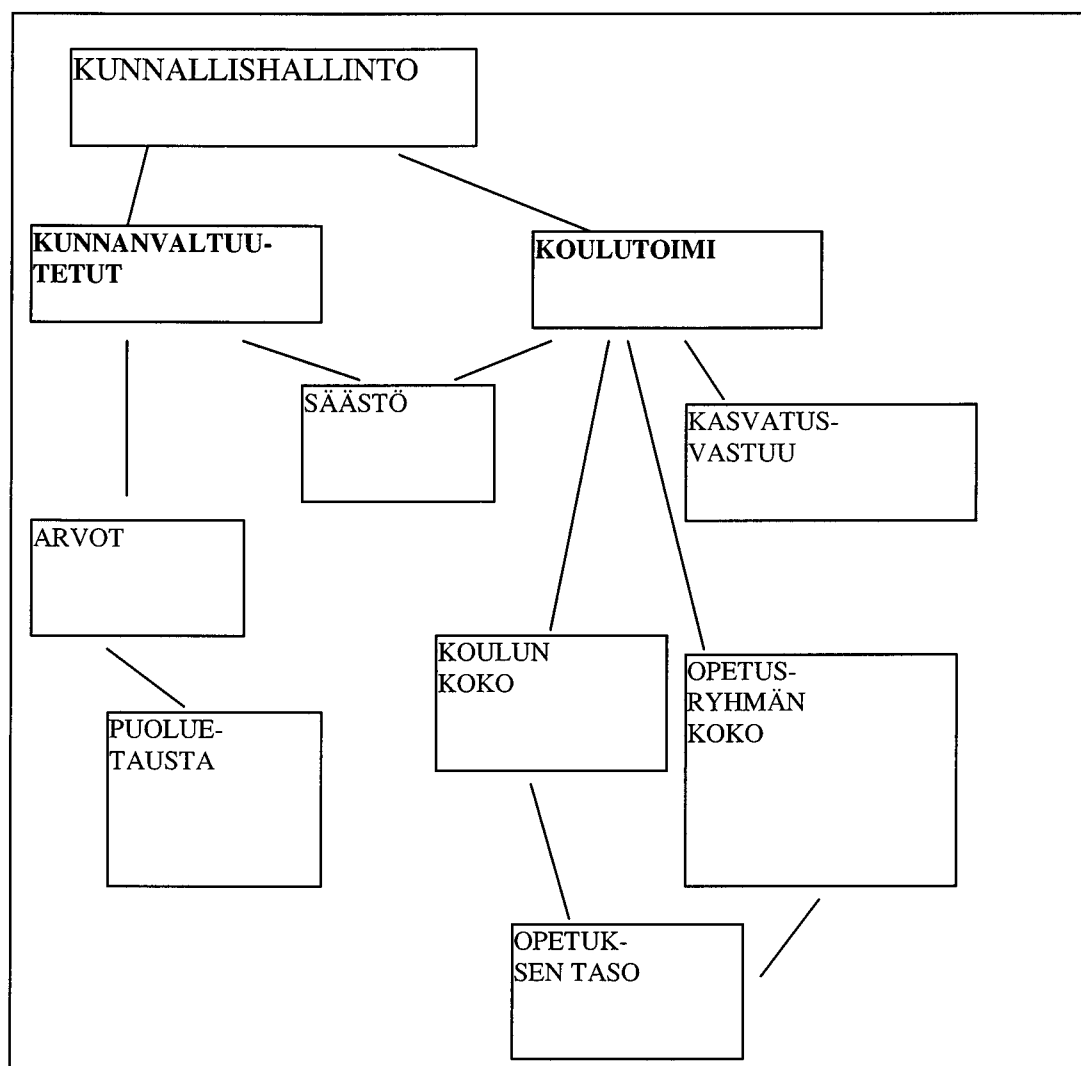 KUNNALLISHALLINTO
KUNNANVALTUU-
TETUT
KOULUTOIMI
SÄÄSTÖ
KASVATUS-
VASTUU
ARVOT
KOULUN
KOKO
OPETUS-
RYHMÄN
KOKO
PUOLUE-
TAUSTA
OPETUK-
SEN TASO